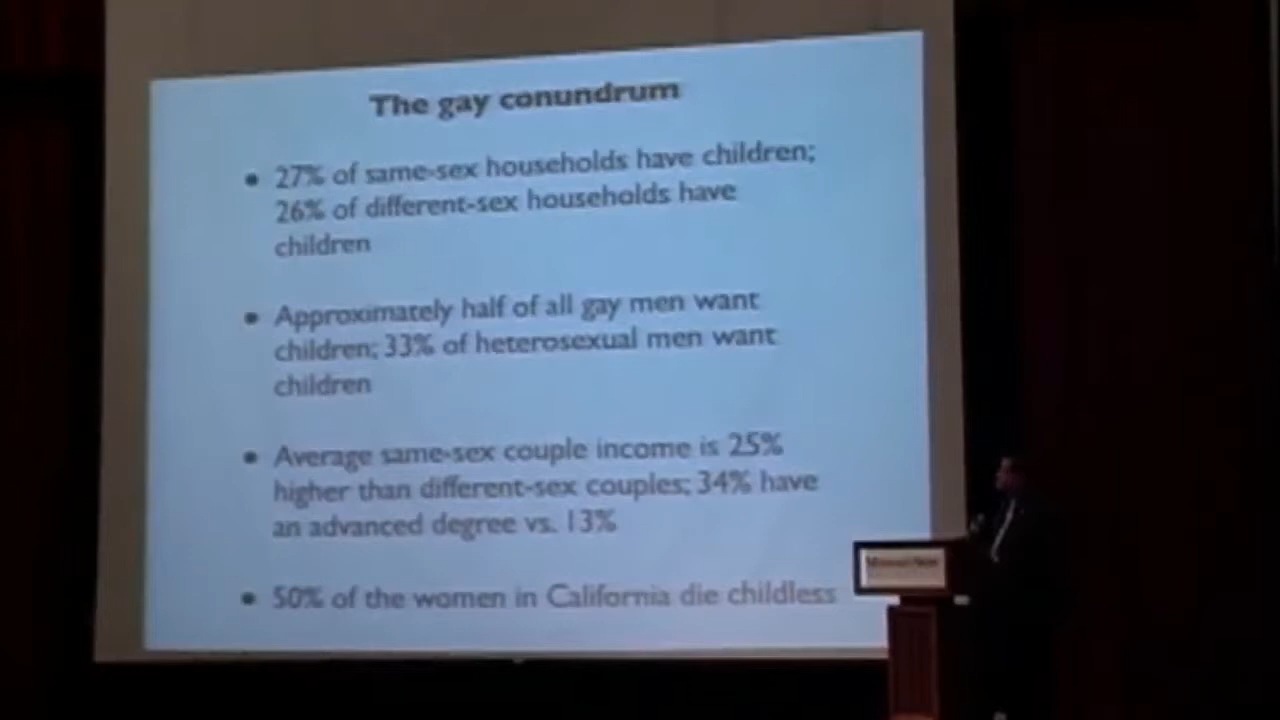 The gay conundrum
• 27% of same-sex households have children;
26% of different-sex households have
children
• Approximately half of all gay men want
children; 33% of heterosexual men want
children
• Average same-sex couple income is 25%
higher than different-sex couples; 34% have
an advanced degree vs. 13%
• 50% of the women in California die childless